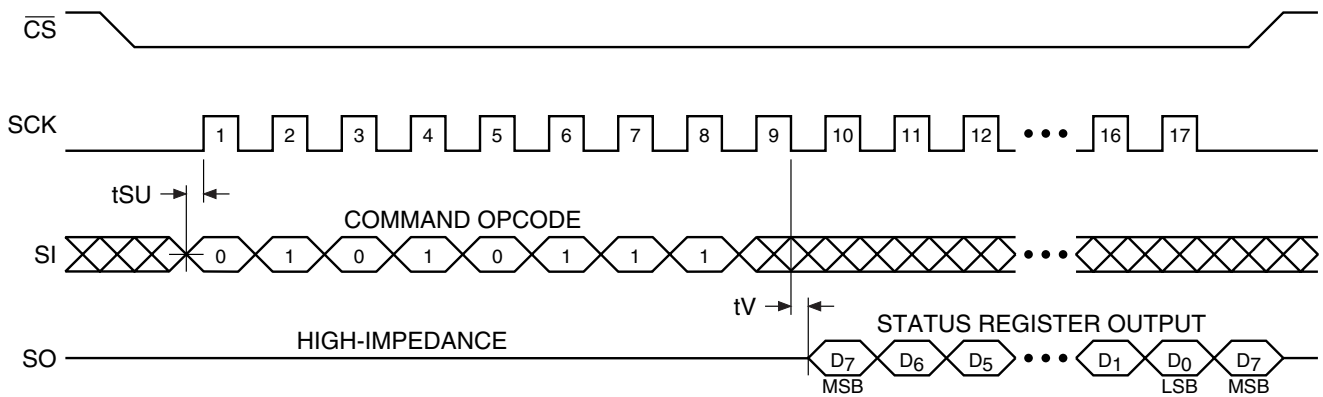 CS
SCK 1 2 3 4 5 6 7 8 9 10 11 12 ••• 16 17
tSU
COMMAND OPCODE
SI 0 1 0 1 0 1 1 1 •••
tV
HIGH-IMPEDANCE STATUS REGISTER OUTPUT
SO D7 D6 D5 ••• D1 D0 D7
MSB LSB MSB